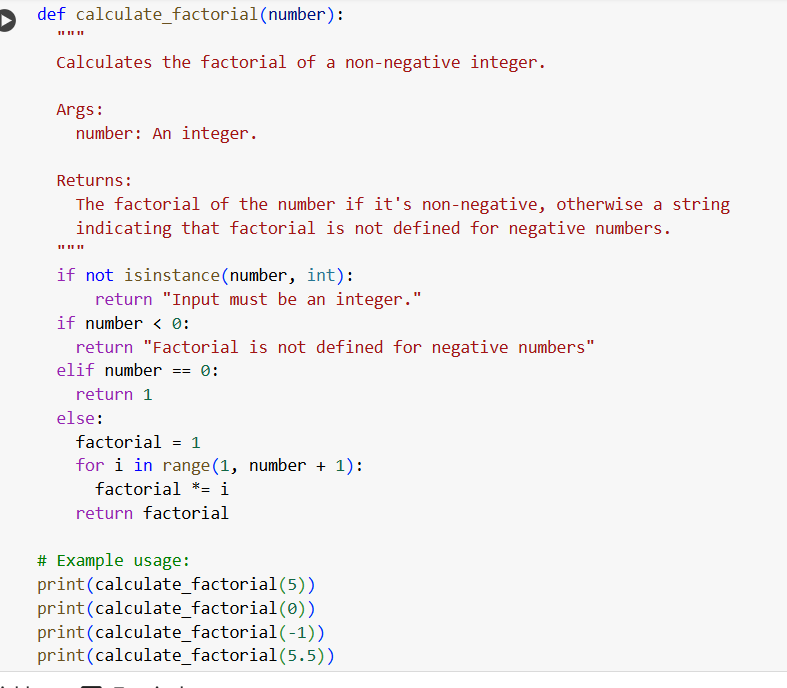 def calculate_factorial(number):
  """
  Calculates the factorial of a non-negative integer.

  Args:
    number: An integer.

  Returns:
    The factorial of the number if it's non-negative, otherwise a string
    indicating that factorial is not defined for negative numbers.
  """
  if not isinstance(number, int):
      return "Input must be an integer."
  if number < 0:
    return "Factorial is not defined for negative numbers"
  elif number == 0:
    return 1
  else:
    factorial = 1
    for i in range(1, number + 1):
      factorial *= i
    return factorial

# Example usage:
print(calculate_factorial(5))
print(calculate_factorial(0))
print(calculate_factorial(-1))
print(calculate_factorial(5.5))